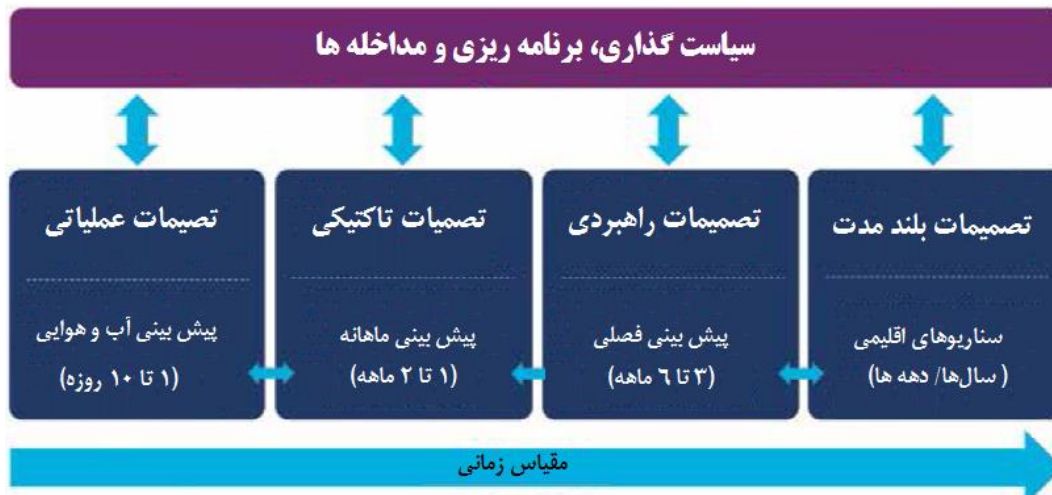 سیاست گذاری، برنامه ریزی و مداخله ها
تصمیمات بلند مدت
سناریوهای اقلیمی
( سال‌ها/ دهه ها)
تصمیمات راهبردی
پیش بینی فصلی
(۳ تا ٦ ماهه)
تصمیات تاکتیکی
پیش بینی ماهانه
(۱ تا ۲ ماهه)
تصیمات عملیاتی
پیش بینی آب و هوایی
(۱ تا ۱۰ روزه)
مقیاس زمانی